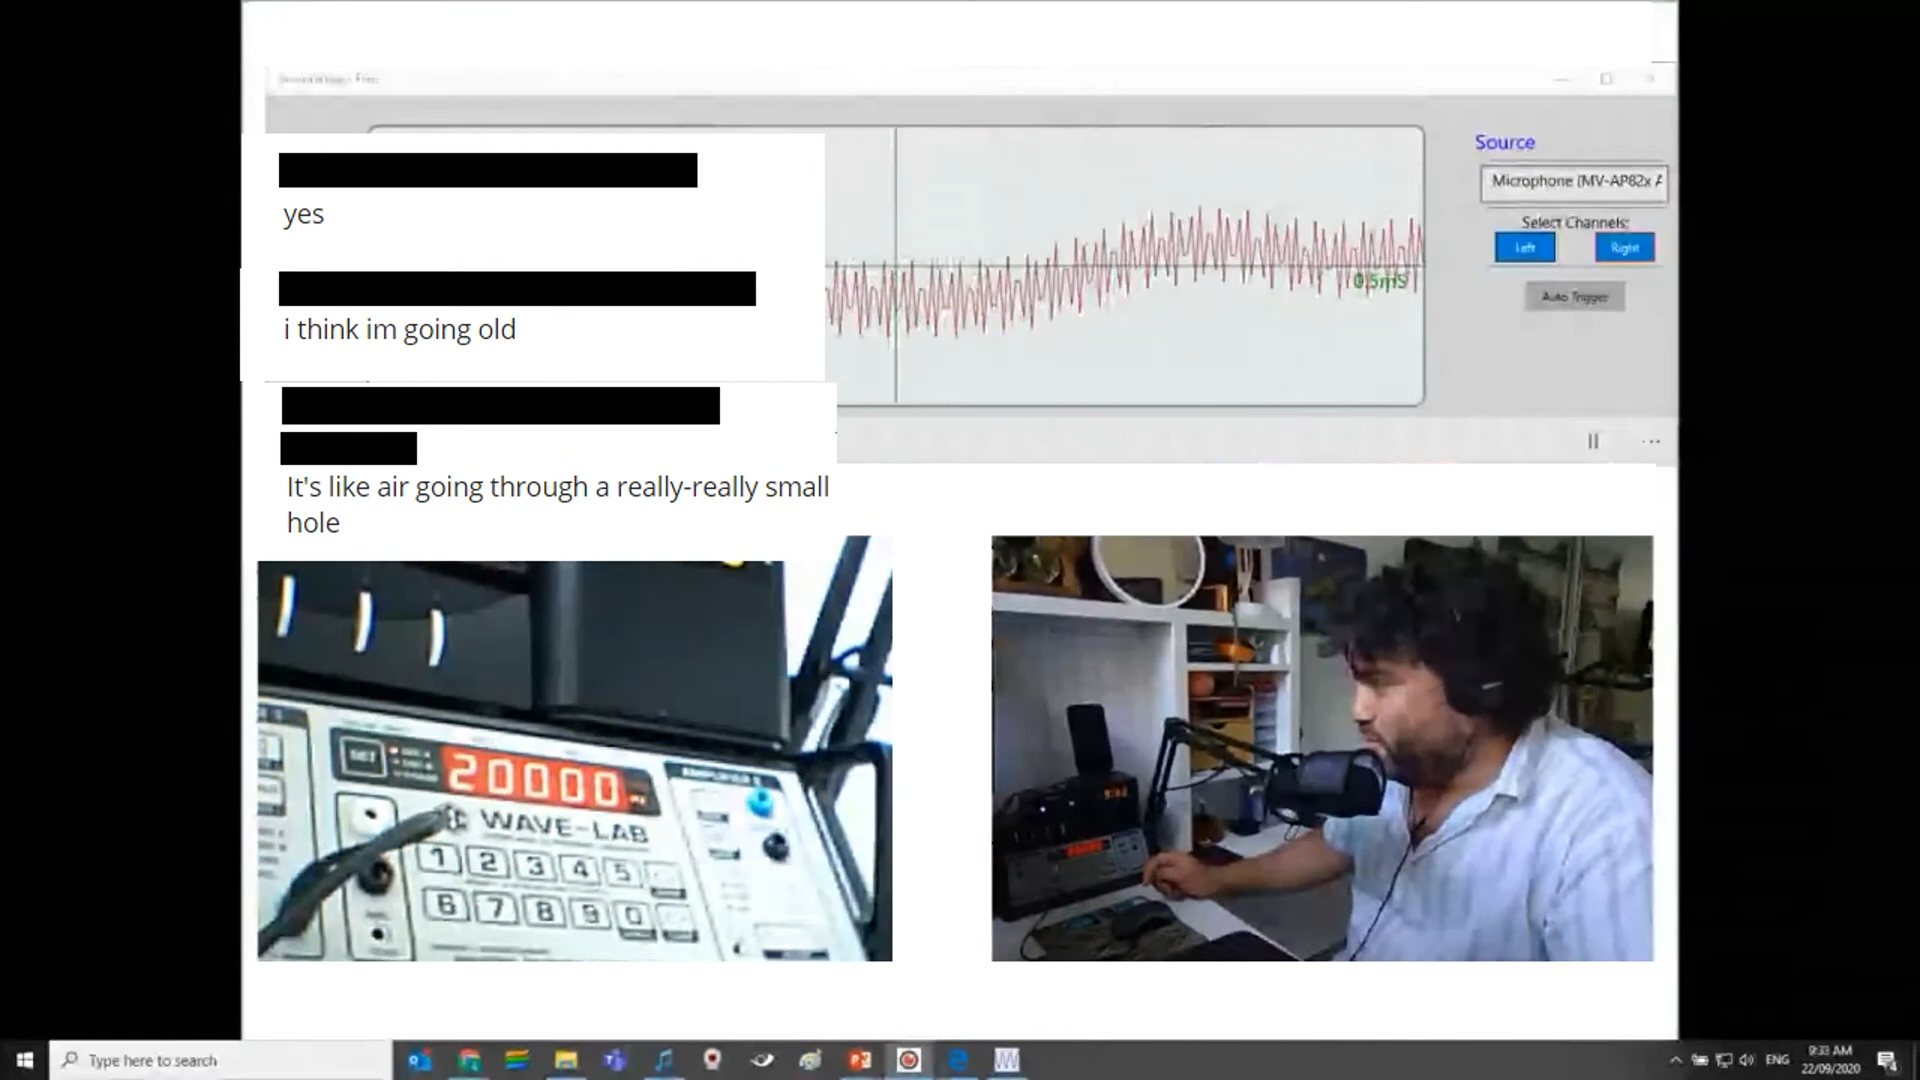 Source
Microphone (MV-AP82x A
Select Channels:
Left Right
Auto Trigger
0.5mS
yes
i think im going old
It's like air going through a really-really small
hole
SET
20000
WAVE-LAB
1 2 3 4 5
6 7 8 9 0
Type here to search
ENG
9:33 AM
22/09/2020